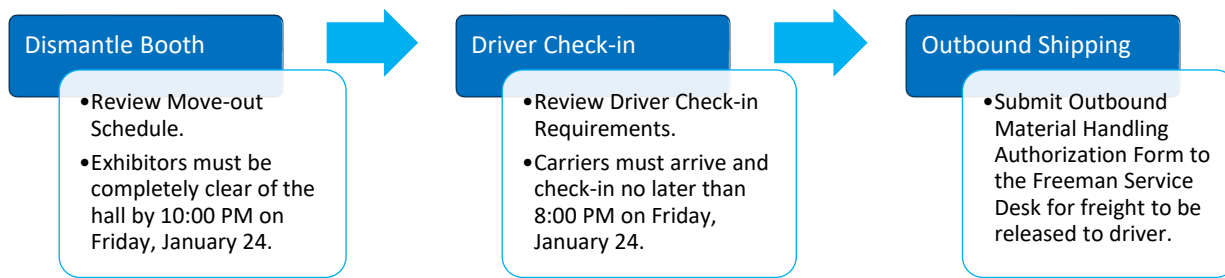 Dismantle Booth
•Review Move-out
Schedule.
•Exhibitors must be
completely clear of the
hall by 10:00 PM on
Friday, January 24.
Driver Check-in
•Review Driver Check-in
Requirements.
•Carriers must arrive and
check-in no later than
8:00 PM on Friday,
January 24.
Outbound Shipping
•Submit Outbound
Material Handling
Authorization Form to
the Freeman Service
Desk for freight to be
released to driver.